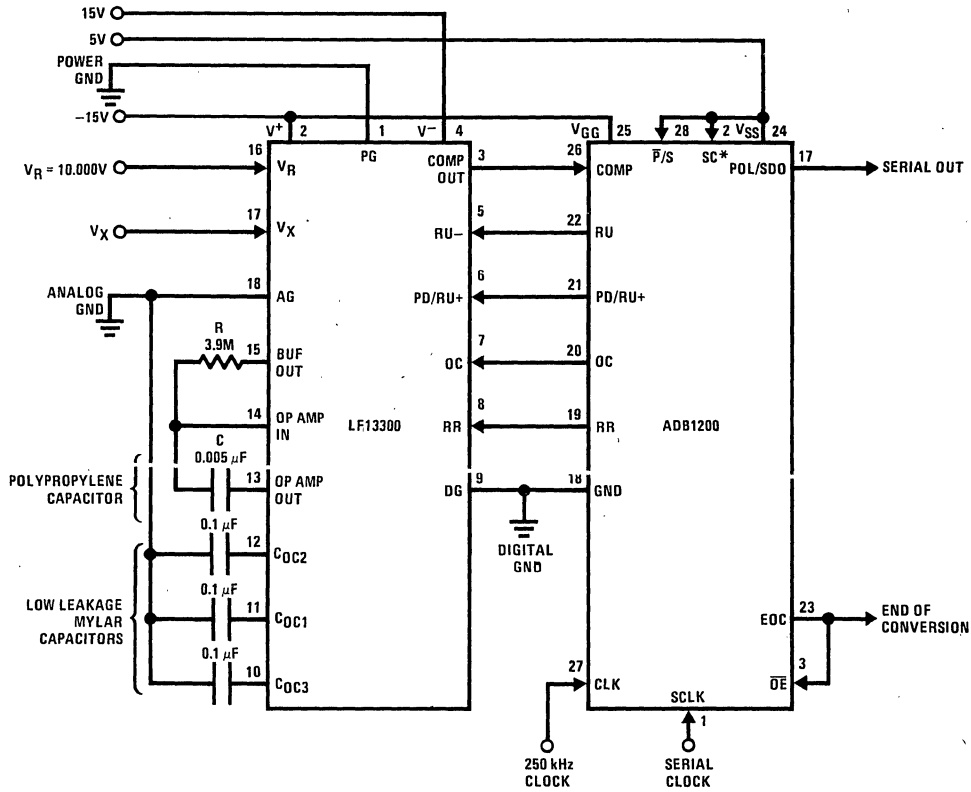 15V
5V
POWER
GND
–15V
V+ 2
1
V– 4
VGG 25
28
2 VSS 24
16
VR = 10.000V
VR
PG
COMP
OUT
3
26
COMP
P̅/S
SC*
POL/SDO
17
SERIAL OUT
17
VX
VX
RU–
5
22
RU
18
ANALOG
GND
AG
PD/RU+
6
21
PD/RU+
R
3.9M
15
BUF
OUT
OC
7
20
OC
14
OP AMP
IN
LF13300
RR
8
19
RR
ADB1200
C
0.005 µF
POLYPROPYLENE
CAPACITOR
13
OP AMP
OUT
DG
9
18
GND
DIGITAL
GND
0.1 µF
12
COC2
LOW LEAKAGE
MYLAR
CAPACITORS
0.1 µF
11
COC1
EOC
23
END OF
CONVERSION
0.1 µF
10
COC3
27
CLK
SCLK
1
O̅E̅
3
250 kHz
CLOCK
SERIAL
CLOCK